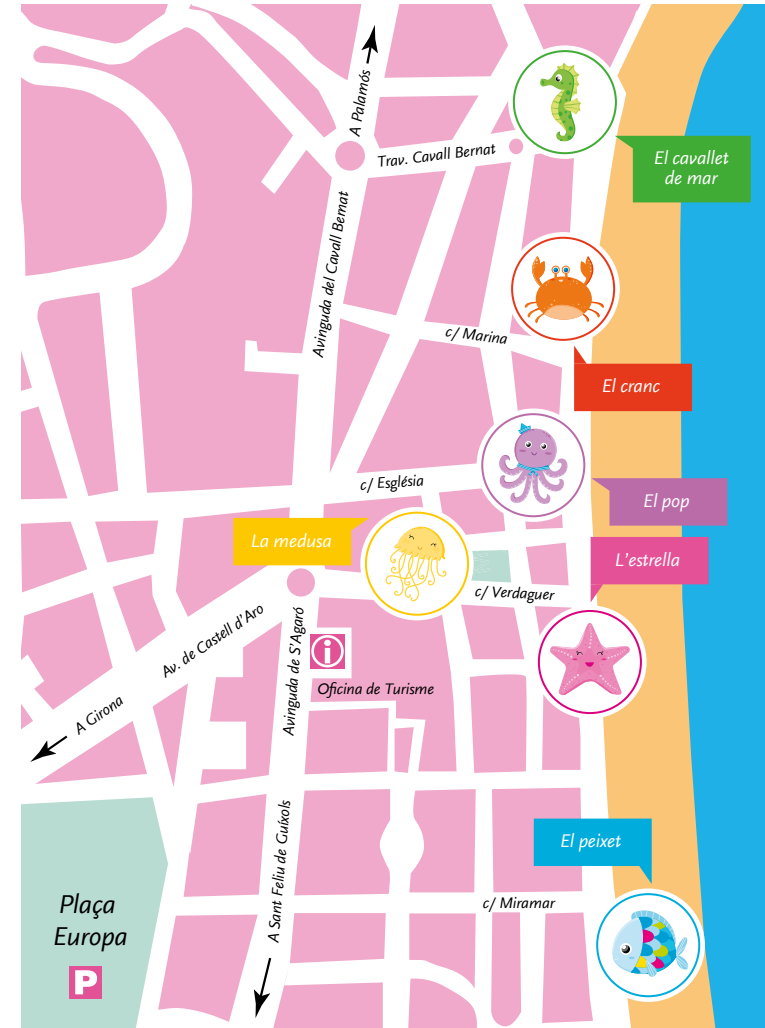 A Palamós
Trav. Cavall Bernat
El cavallet
de mar
Avinguda del Cavall Bernat
c/ Marina
El cranc
c/ Església
El pop
La medusa
L'estrella
c/ Verdaguer
Av. de Castell d'Aro
Avinguda de S'Agaró
i
Oficina de Turisme
A Girona
A Sant Feliu de Guíxols
El peixet
c/ Miramar
Plaça
Europa
P